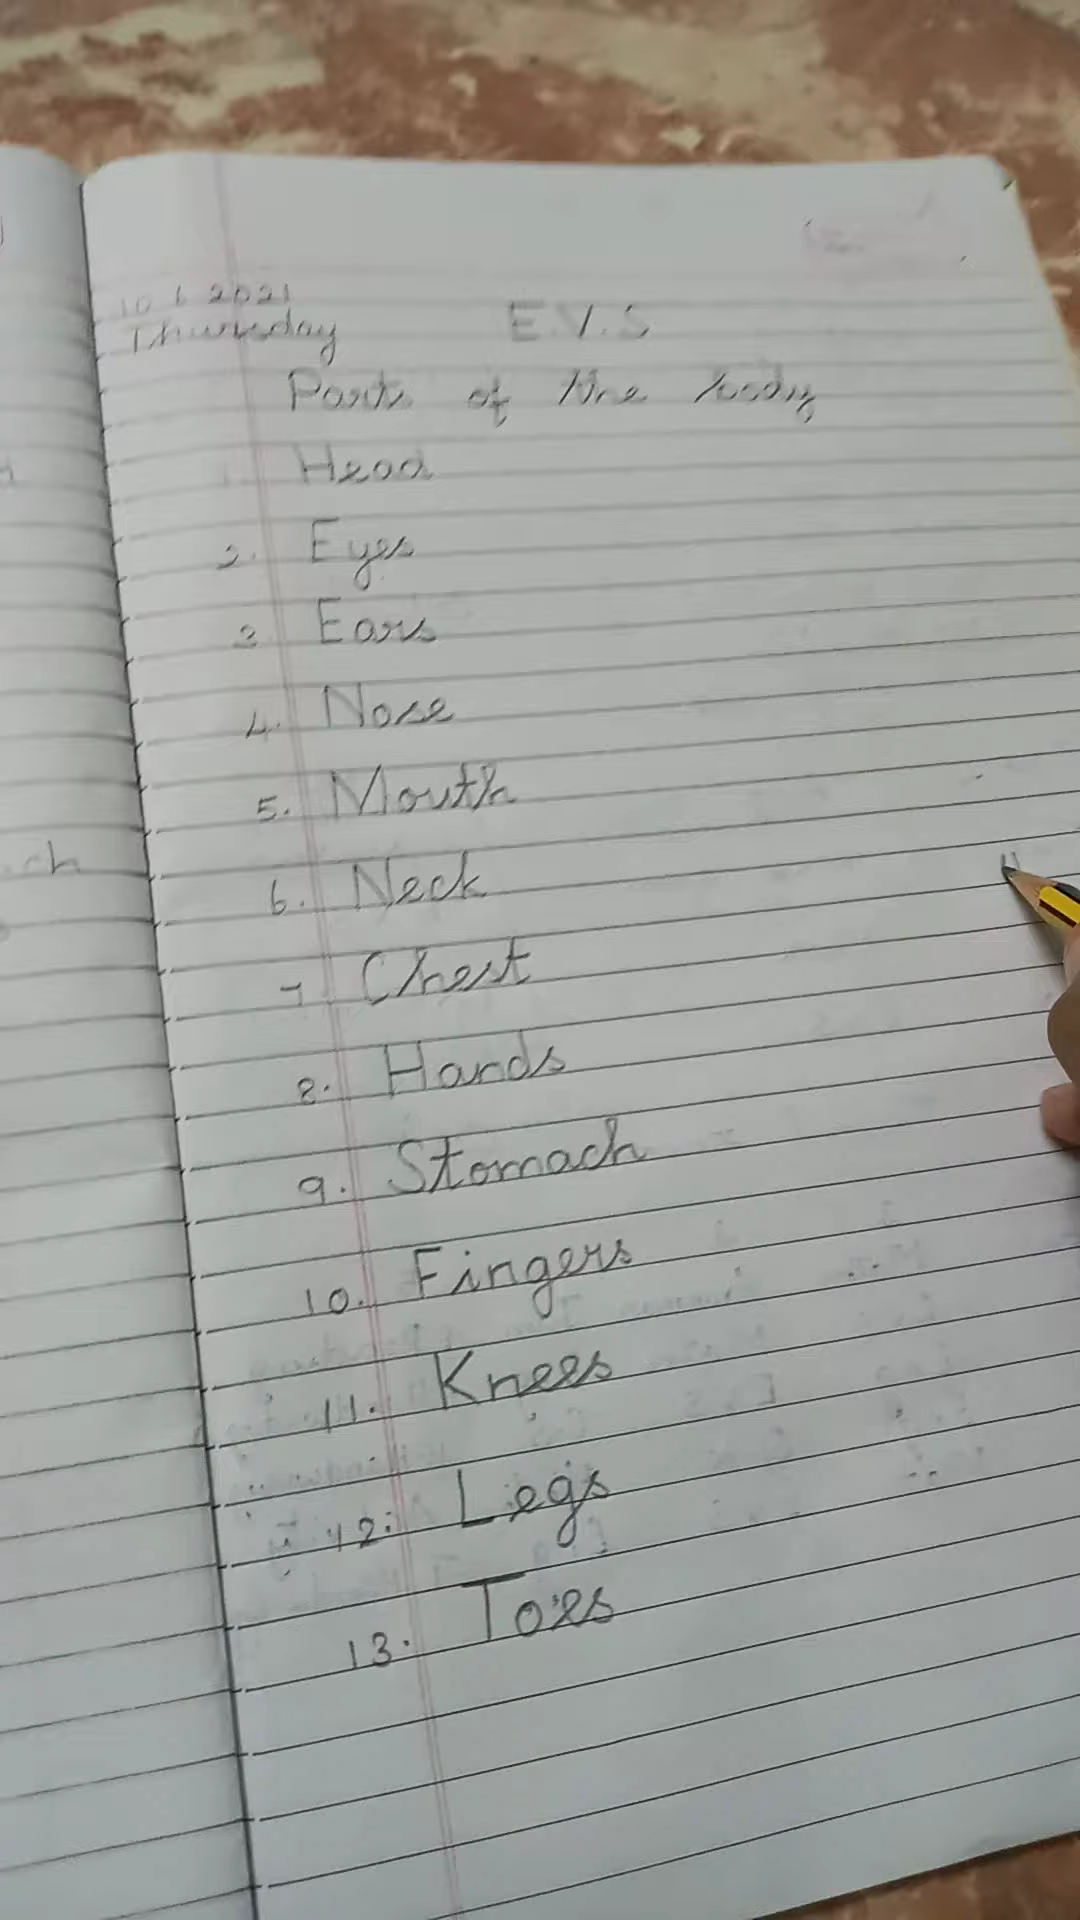 10 6 2021
Thursday
E.V.S
Parts of the body
1. Head
2. Eyes
3. Ears
4. Nose
5. Mouth
6. Neck
7. Chest
8. Hands
9. Stomach
10. Fingers
11. Knees
12. Legs
13. Toes
ch